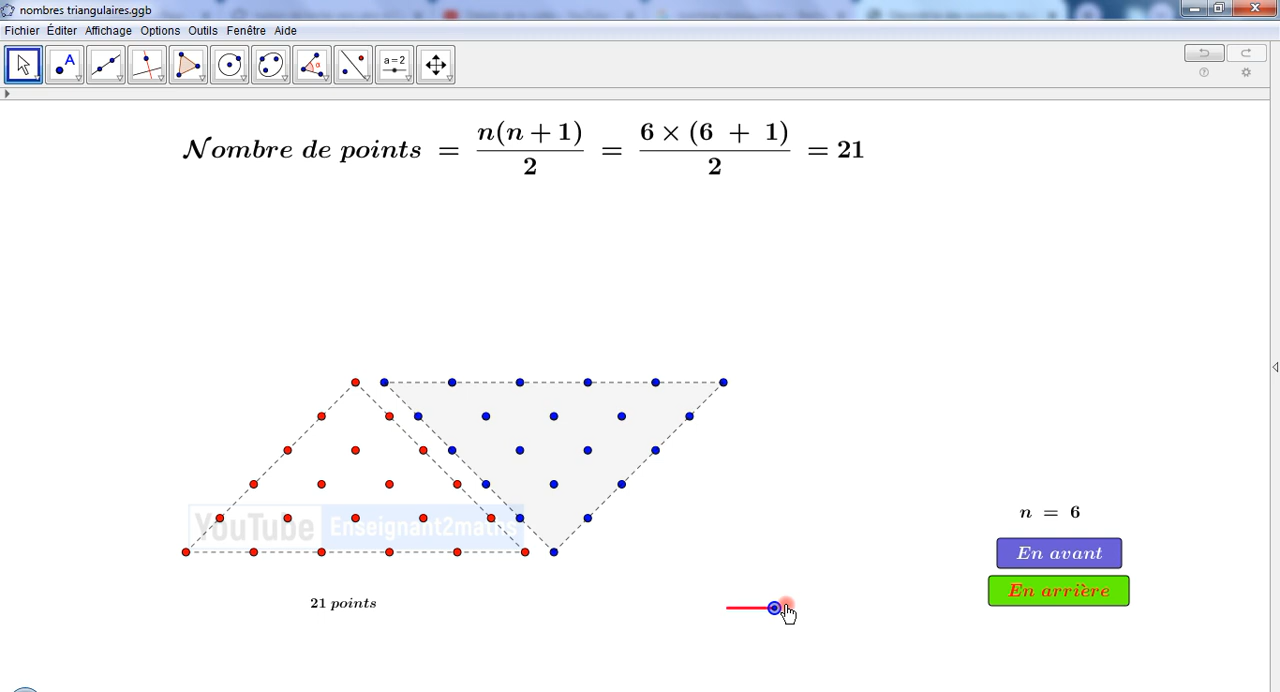 nombres triangulaires.ggb
Fichier Éditer Affichage Options Outils Fenêtre Aide
A α a=2
Nombre de points = n(n+1)/2 = 6×(6 + 1)/2 = 21
YouTube Enseignant2maths
n = 6
En avant
En arrière
21 points